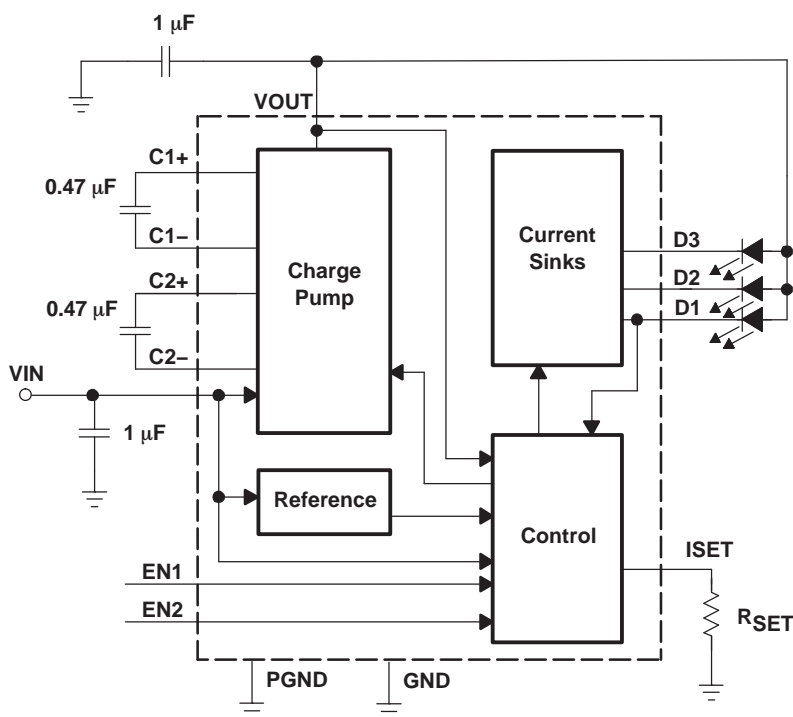 1 μF
VOUT
C1+
0.47 μF
C1−
C2+
0.47 μF
C2−
Charge
Pump
Current
Sinks
D3
D2
D1
VIN
1 μF
Reference
Control
ISET
EN1
EN2
RSET
PGND
GND